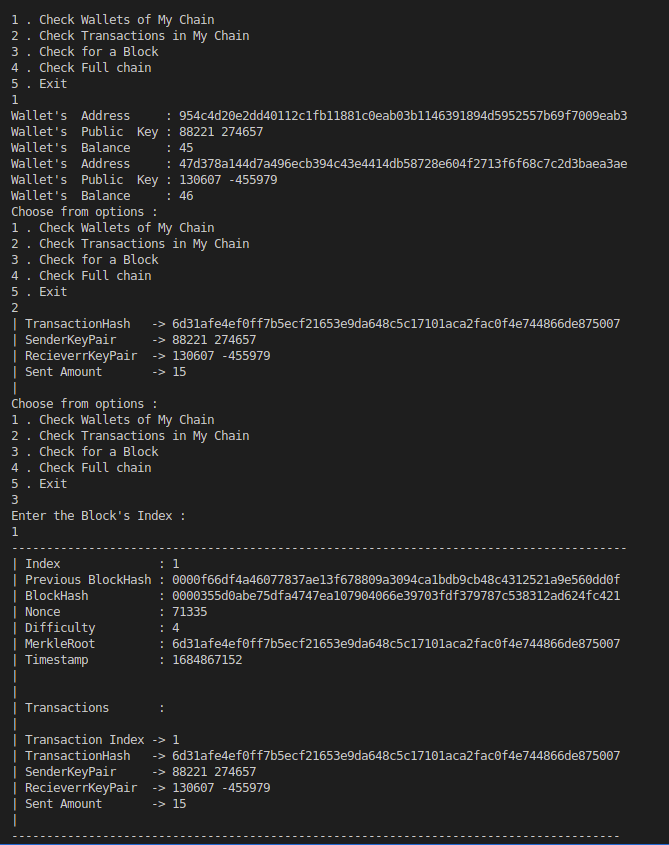 1 . Check Wallets of My Chain
2 . Check Transactions in My Chain
3 . Check for a Block
4 . Check Full chain
5 . Exit
1
Wallet's  Address     : 954c4d20e2dd40112c1fb11881c0eab03b1146391894d5952557b69f7009eab3
Wallet's  Public  Key : 88221 274657
Wallet's  Balance     : 45
Wallet's  Address     : 47d378a144d7a496ecb394c43e4414db58728e604f2713f6f68c7c2d3baea3ae
Wallet's  Public  Key : 130607 -455979
Wallet's  Balance     : 46
Choose from options :
1 . Check Wallets of My Chain
2 . Check Transactions in My Chain
3 . Check for a Block
4 . Check Full chain
5 . Exit
2
| TransactionHash   -> 6d31afe4ef0ff7b5ecf21653e9da648c5c17101aca2fac0f4e744866de875007
| SenderKeyPair     -> 88221 274657
| RecieverrKeyPair  -> 130607 -455979
| Sent Amount       -> 15
|
Choose from options :
1 . Check Wallets of My Chain
2 . Check Transactions in My Chain
3 . Check for a Block
4 . Check Full chain
5 . Exit
3
Enter the Block's Index :
1
----------------------------------------------------------------------------------------
| Index              : 1
| Previous BlockHash : 0000f66df4a46077837ae13f678809a3094ca1bdb9cb48c4312521a9e560dd0f
| BlockHash          : 0000355d0abe75dfa4747ea107904066e39703fdf379787c538312ad624fc421
| Nonce              : 71335
| Difficulty         : 4
| MerkleRoot         : 6d31afe4ef0ff7b5ecf21653e9da648c5c17101aca2fac0f4e744866de875007
| Timestamp          : 1684867152
|
|
| Transactions       :
|
| Transaction Index -> 1
| TransactionHash   -> 6d31afe4ef0ff7b5ecf21653e9da648c5c17101aca2fac0f4e744866de875007
| SenderKeyPair     -> 88221 274657
| RecieverrKeyPair  -> 130607 -455979
| Sent Amount       -> 15
|
---------------------------------------------------------------------------------------